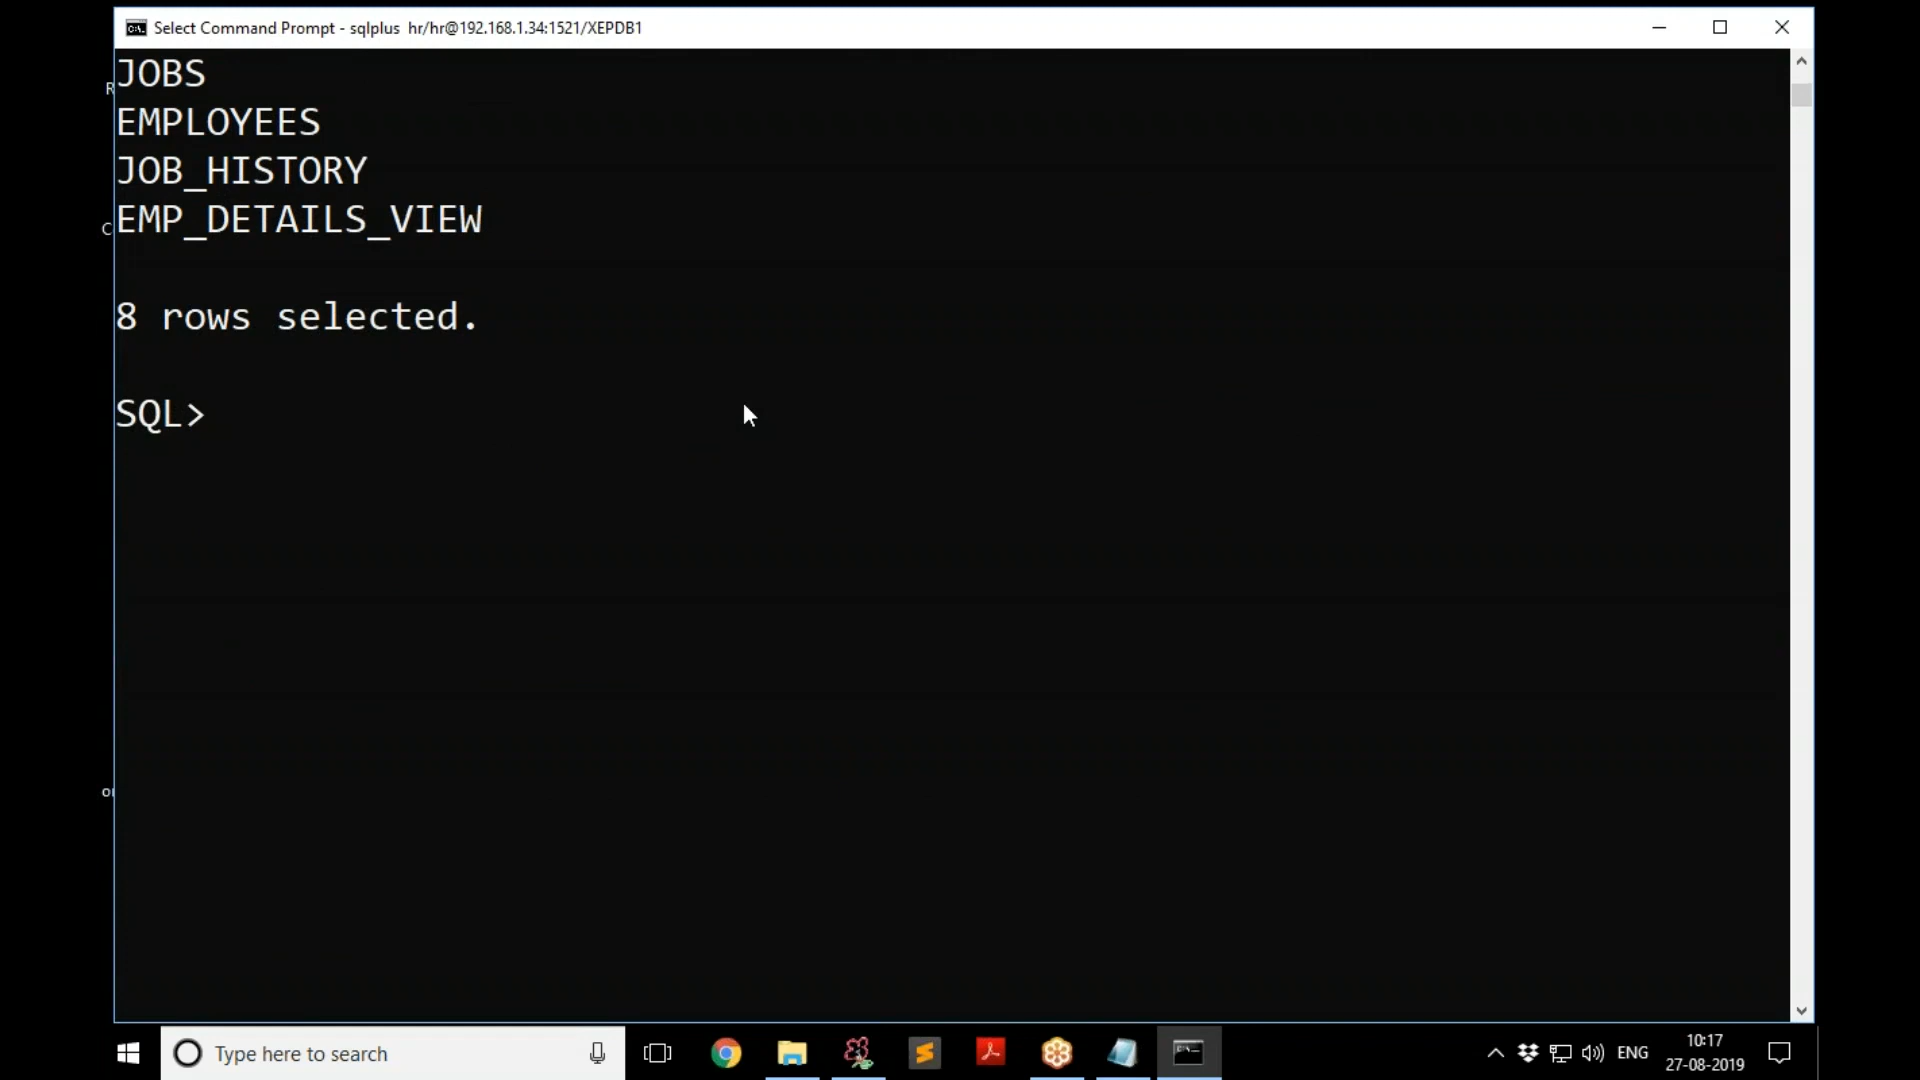 Select Command Prompt - sqlplus hr/hr@192.168.1.34:1521/XEPDB1
JOBS
EMPLOYEES
JOB_HISTORY
EMP_DETAILS_VIEW
8 rows selected.
SQL>
R
C
Type here to search
ENG
10:17
27-08-2019